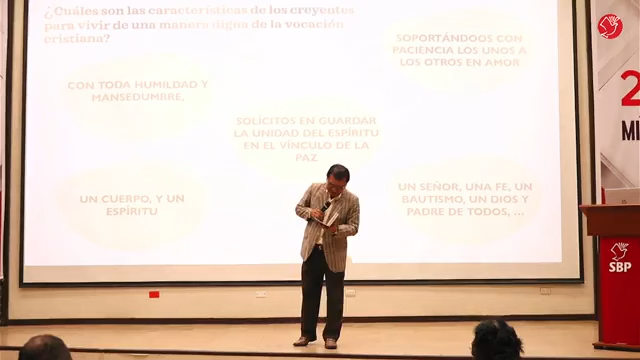 ¿Cuáles son las características de los creyentes
para vivir de una manera digna de la vocación
cristiana?
SOPORTÁNDOOS CON
PACIENCIA LOS UNOS A
LOS OTROS EN AMOR
CON TODA HUMILDAD Y
MANSEDUMBRE,
SOLÍCITOS EN GUARDAR
LA UNIDAD DEL ESPÍRITU
EN EL VÍNCULO DE LA
PAZ
UN CUERPO, Y UN
ESPÍRITU
UN SEÑOR, UNA FE, UN
BAUTISMO, UN DIOS Y
PADRE DE TODOS, ...
2
MI
SBP